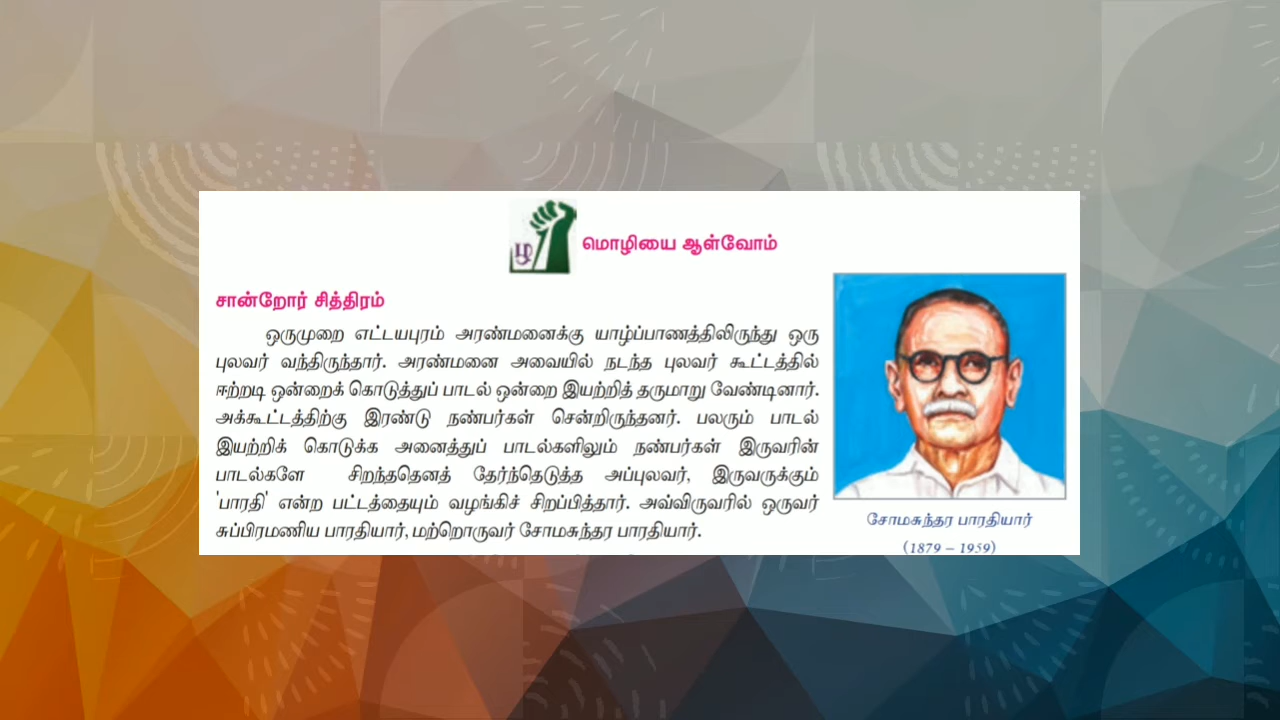 ழ
மொழியை ஆள்வோம்
சான்றோர் சித்திரம்
ஒருமுறை எட்டயபுரம் அரண்மனைக்கு யாழ்ப்பாணத்திலிருந்து ஒரு
புலவர் வந்திருந்தார். அரண்மனை அவையில் நடந்த புலவர் கூட்டத்தில்
ஈற்றடி ஒன்றைக் கொடுத்துப் பாடல் ஒன்றை இயற்றித் தருமாறு வேண்டினார்.
அக்கூட்டத்திற்கு இரண்டு நண்பர்கள் சென்றிருந்தனர். பலரும் பாடல்
இயற்றிக் கொடுக்க அனைத்துப் பாடல்களிலும் நண்பர்கள் இருவரின்
பாடல்களே சிறந்ததெனத் தேர்ந்தெடுத்த அப்புலவர், இருவருக்கும்
'பாரதி' என்ற பட்டத்தையும் வழங்கிச் சிறப்பித்தார். அவ்விருவரில் ஒருவர்
சுப்பிரமணிய பாரதியார், மற்றொருவர் சோமசுந்தர பாரதியார்.
சோமசுந்தர பாரதியார்
(1879 – 1959)